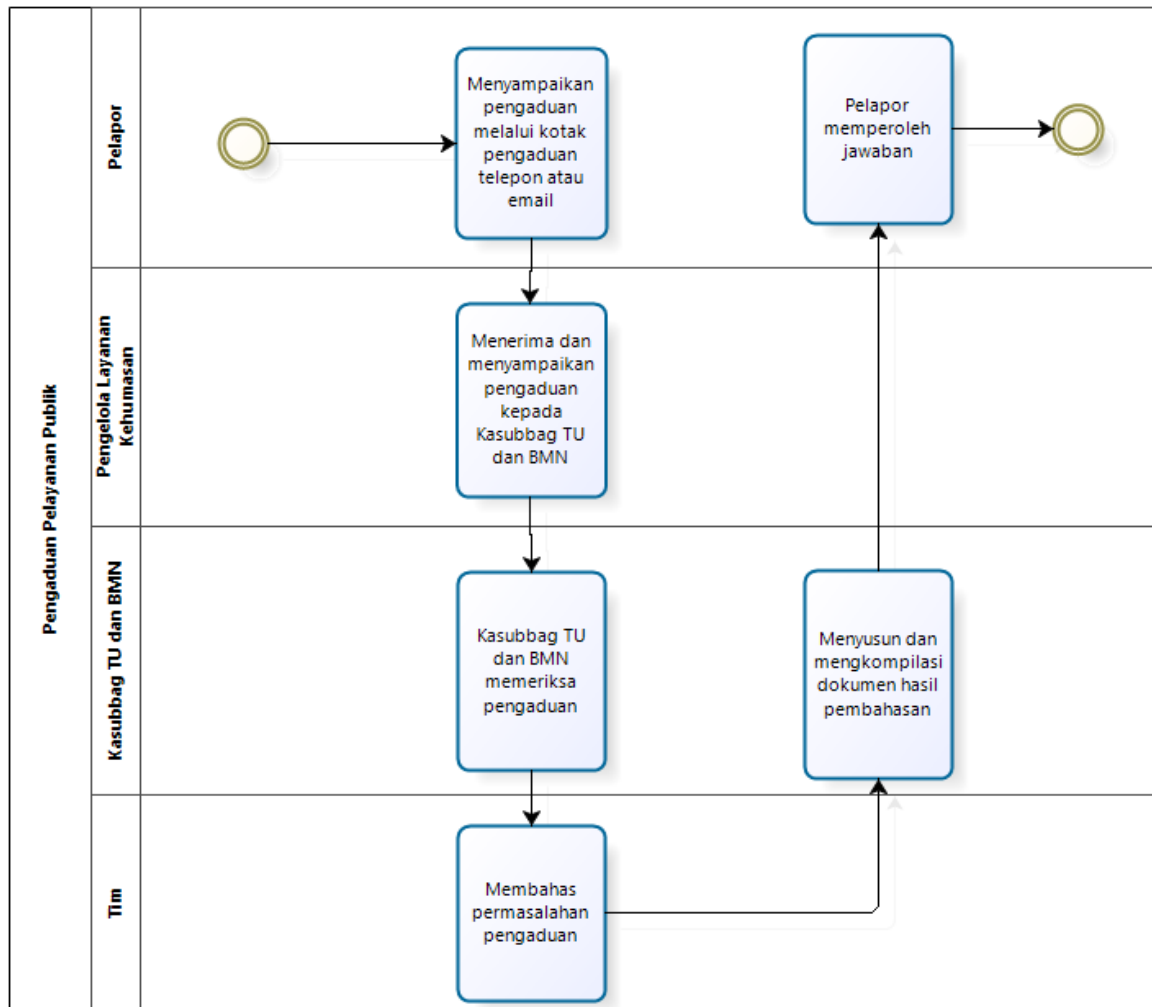 Pengaduan Pelayanan Publik
Pelapor
Menyampaikan
pengaduan
melalui kotak
pengaduan
telepon atau
email
Pelapor
memperoleh
jawaban
Pengelola Layanan
Kehumasan
Menerima dan
menyampaikan
pengaduan
kepada
Kasubbag TU
dan BMN
Kasubbag TU dan BMN
Kasubbag TU
dan BMN
memeriksa
pengaduan
Menyusun dan
mengkompilasi
dokumen hasil
pembahasan
Tim
Membahas
permasalahan
pengaduan